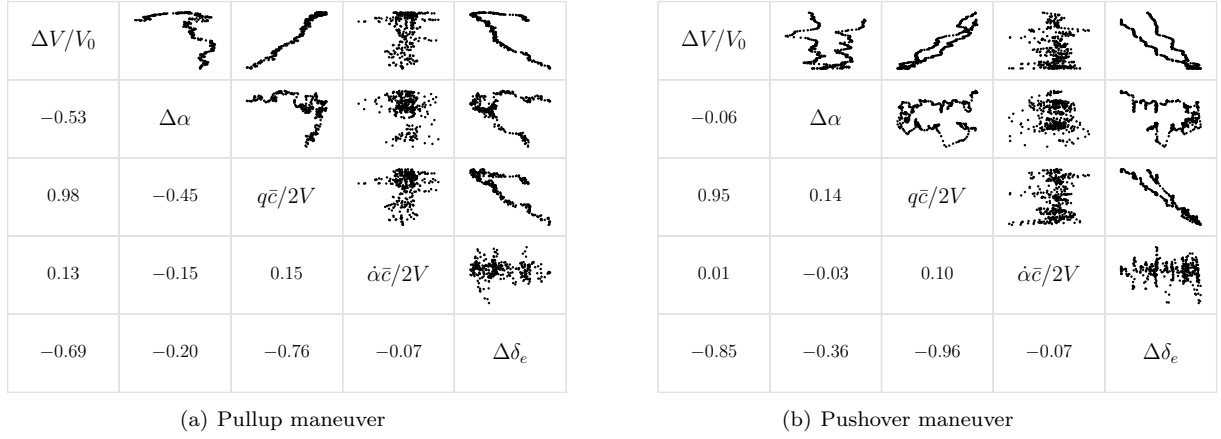 ΔV/V₀
−0.53 Δα
0.98 −0.45 qc̄/2V
0.13 −0.15 0.15 α̇c̄/2V
−0.69 −0.20 −0.76 −0.07 Δδₑ
(a) Pullup maneuver
ΔV/V₀
−0.06 Δα
0.95 0.14 qc̄/2V
0.01 −0.03 0.10 α̇c̄/2V
−0.85 −0.36 −0.96 −0.07 Δδₑ
(b) Pushover maneuver